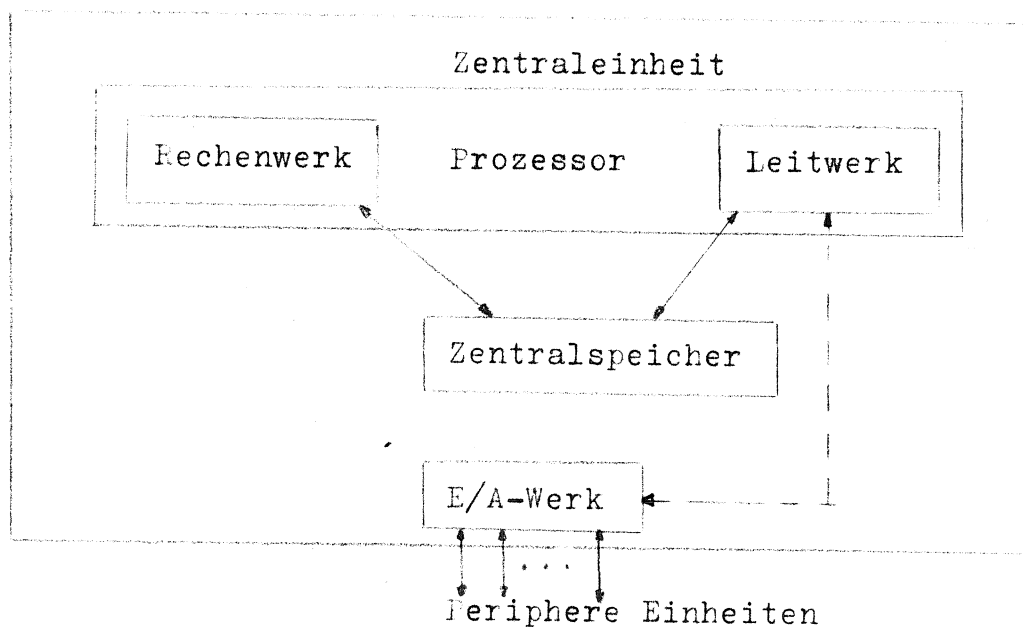 Zentraleinheit
Rechenwerk Prozessor Leitwerk
Zentralspeicher
E/A-Werk
...
Periphere Einheiten